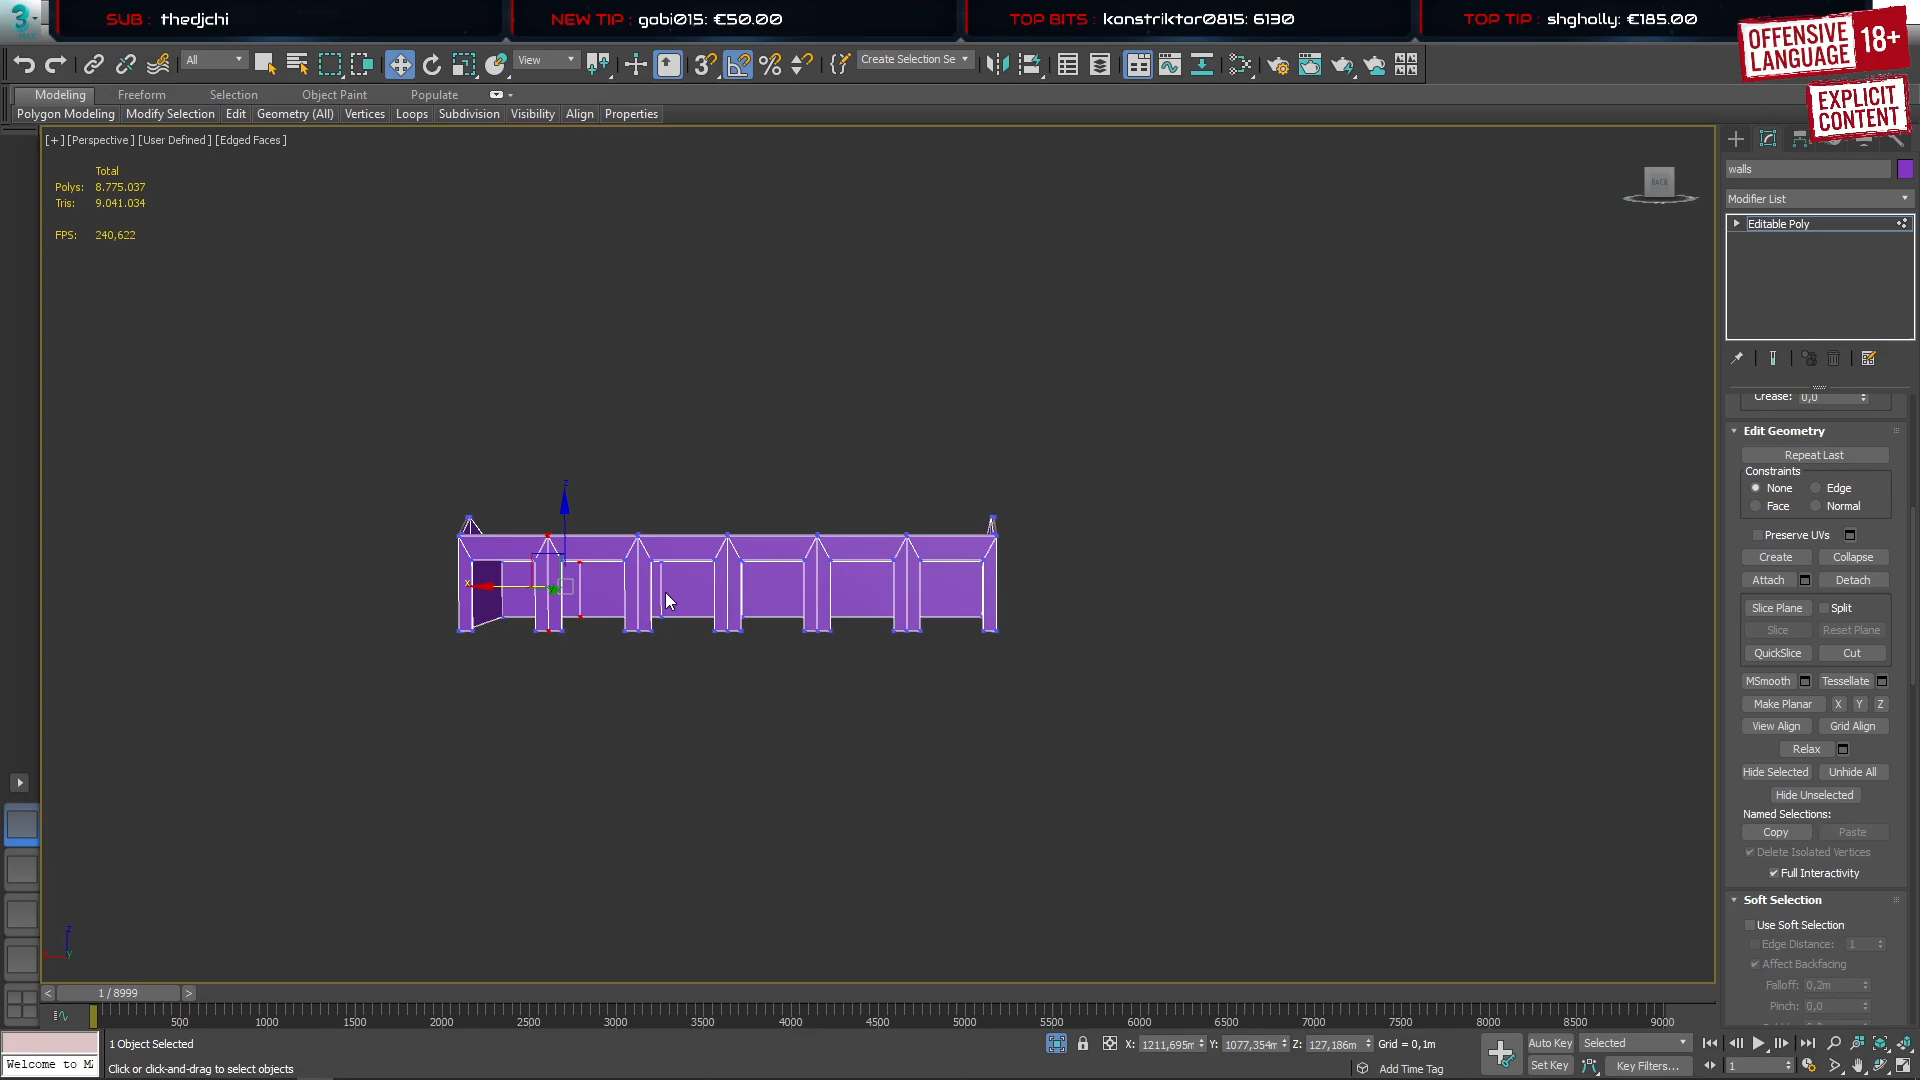 SUB : thedjchi
NEW TIP : gabi015: €50.00
TOP BITS : konstriktor0815: 6130
TOP TIP : shgholly: €185.00
OFFENSIVE LANGUAGE 18+
EXPLICIT CONTENT
All
View
Create Selection Se
Modeling
Freeform
Selection
Object Paint
Populate
Polygon Modeling
Modify Selection
Edit
Geometry (All)
Vertices
Loops
Subdivision
Visibility
Align
Properties
[+] [Perspective ] [User Defined ] [Edged Faces ]
Total
Polys: 8.775.037
Tris: 9.041.034
FPS: 240,622
BACK
walls
Modifier List
Editable Poly
Crease: 0,0
Edit Geometry
Repeat Last
Constraints
None
Edge
Face
Normal
Preserve UVs
Create
Collapse
Attach
Detach
Slice Plane
Split
Slice
Reset Plane
QuickSlice
Cut
MSmooth
Tessellate
Make Planar
X
Y
Z
View Align
Grid Align
Relax
Hide Selected
Unhide All
Hide Unselected
Named Selections:
Copy
Paste
Delete Isolated Vertices
Full Interactivity
Soft Selection
Use Soft Selection
Edge Distance: 1
Affect Backfacing
Falloff: 0,2m
Pinch: 0,0
z
x
y
z
y
< 1 / 8999 >
500 1000 1500 2000 2500 3000 3500 4000 4500 5000 5500 6000 6500 7000 7500 8000 8500 9000
1 Object Selected
X: 1211,695m Y: 1077,354m Z: 127,186m Grid = 0,1m
Auto Key
Selected
Welcome to M
Click or click-and-drag to select objects
Add Time Tag
Set Key
Key Filters...
1